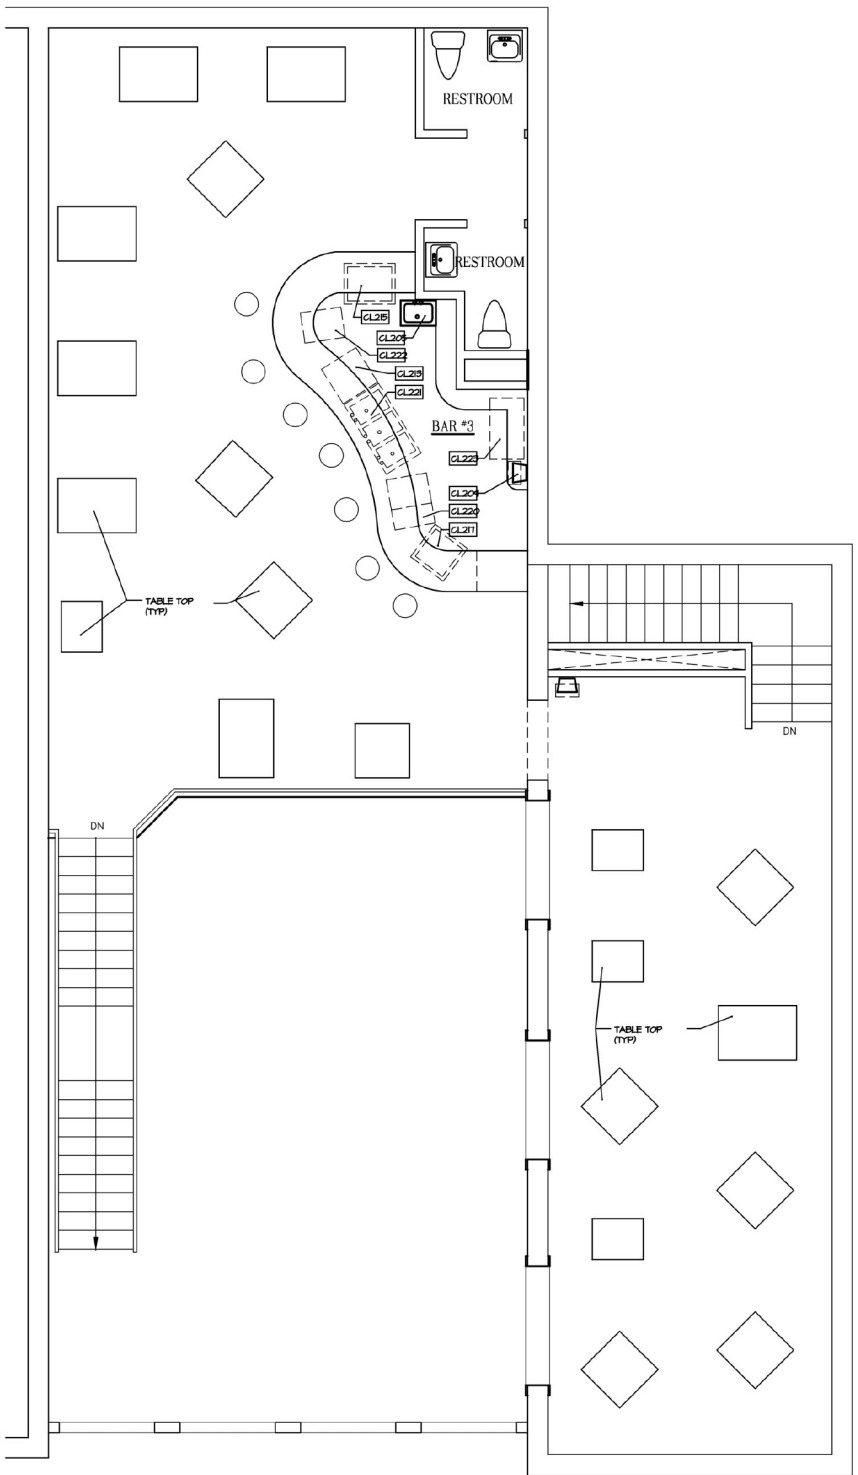 RESTROOM
RESTROOM
CL215
CL205
CL222
CL213
CL221
BAR #3
CL223
CL209
CL220
CL217
TABLE TOP
(TYP)
DN
DN
TABLE TOP
(TYP)